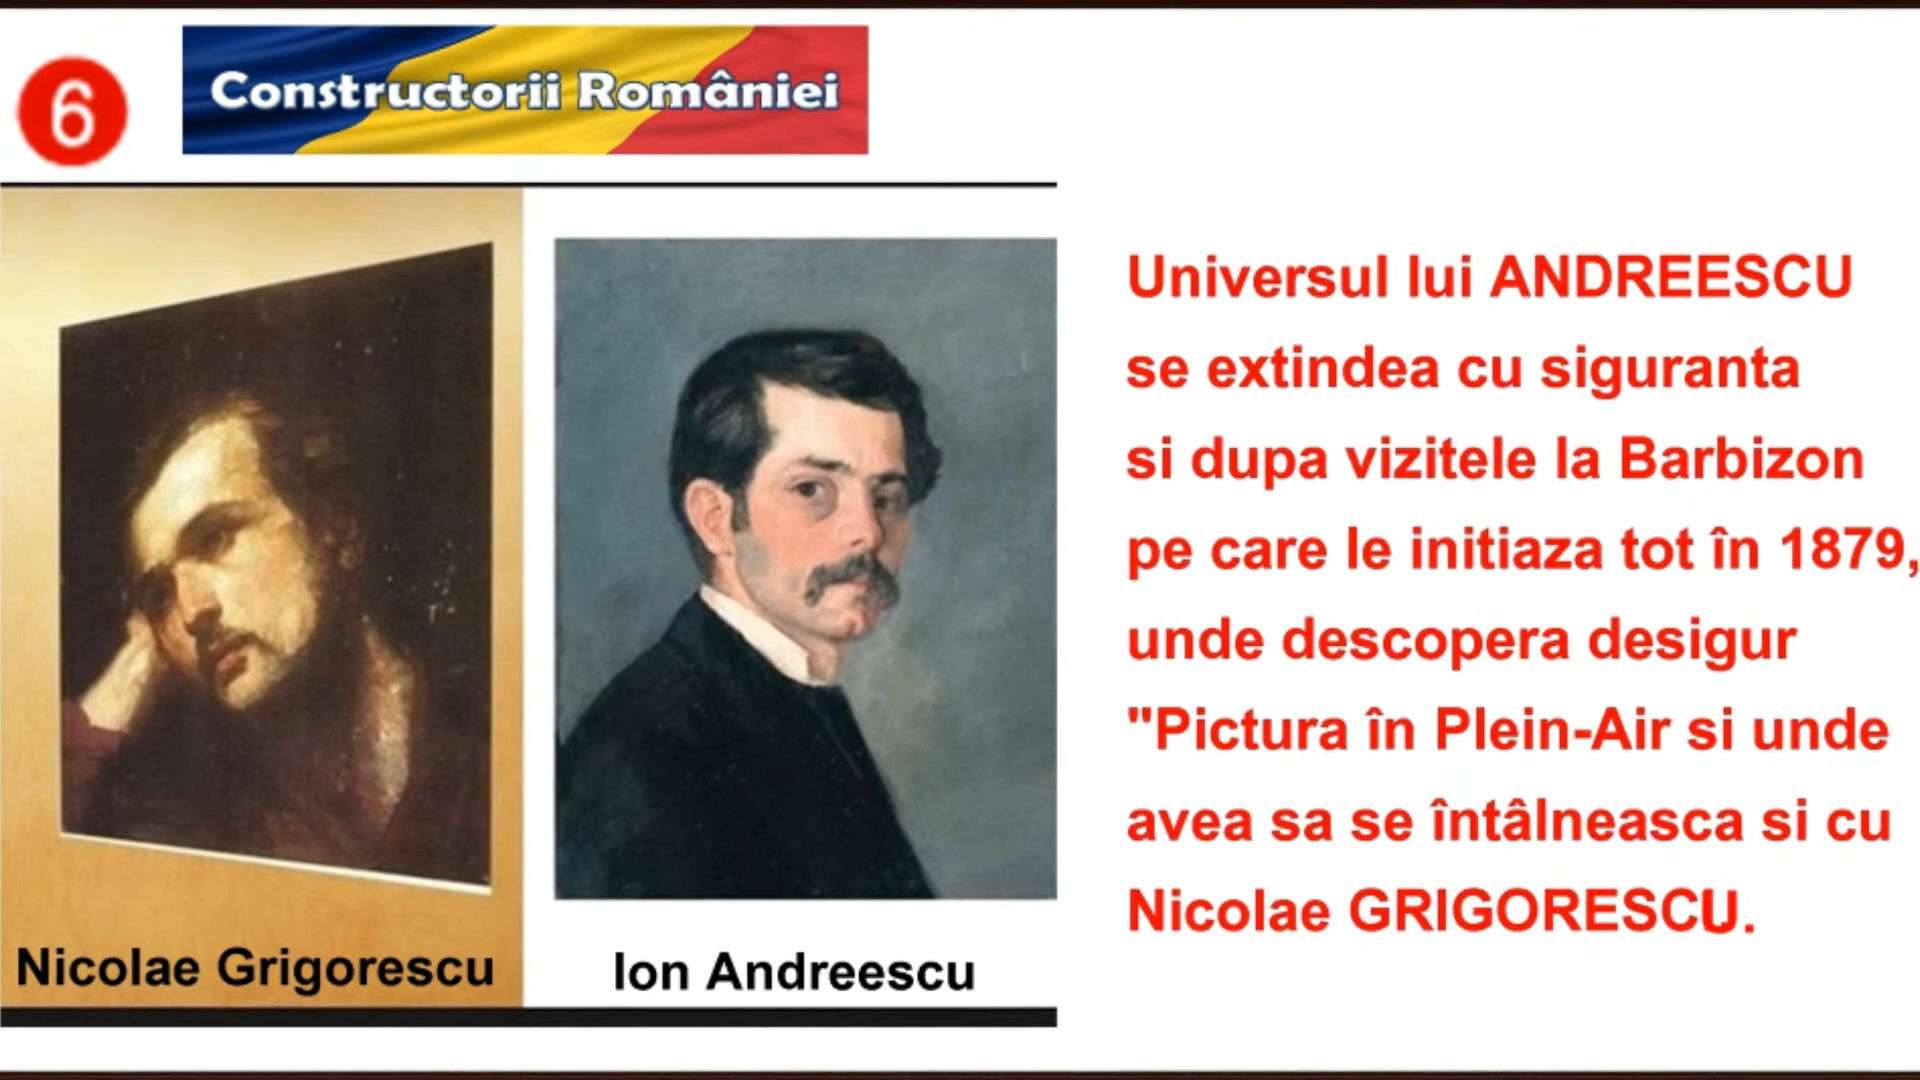 6
Constructorii României
Universul lui ANDREESCU
se extindea cu siguranta
si dupa vizitele la Barbizon
pe care le initiaza tot în 1879,
unde descopera desigur
"Pictura în Plein-Air si unde
avea sa se întâlneasca si cu
Nicolae GRIGORESCU.
Nicolae Grigorescu
Ion Andreescu